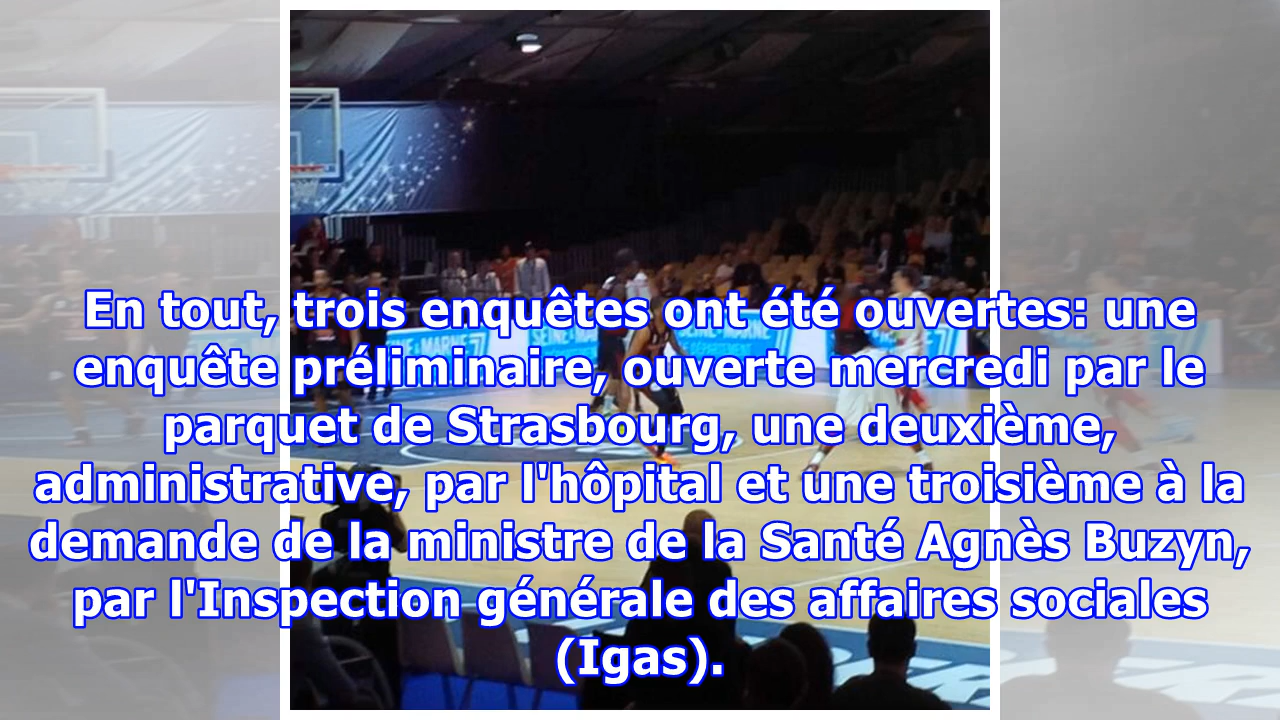 En tout, trois enquêtes ont été ouvertes: une
enquête préliminaire, ouverte mercredi par le
parquet de Strasbourg, une deuxième,
administrative, par l'hôpital et une troisième à la
demande de la ministre de la Santé Agnès Buzyn,
par l'Inspection générale des affaires sociales
(Igas).
SEINE & MARNE